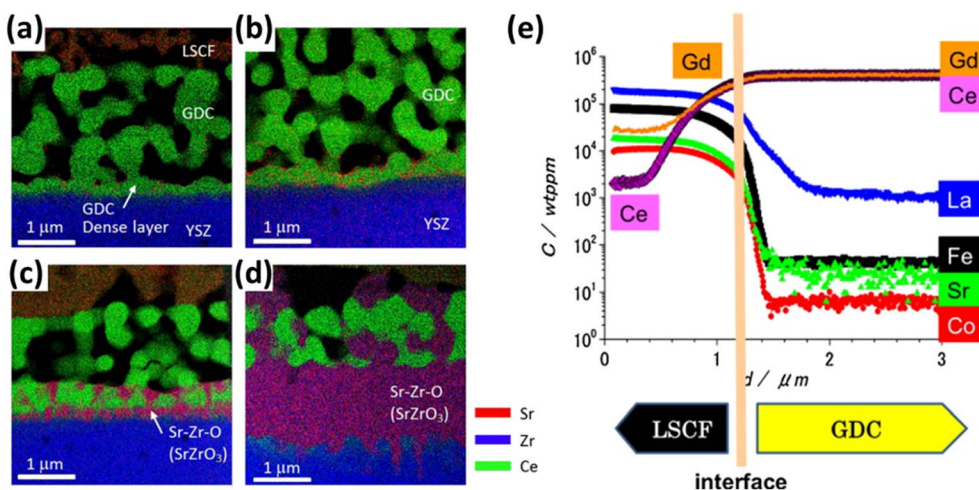 (a)
LSCF
GDC
GDC
Dense layer
YSZ
1 μm
(b)
GDC
YSZ
1 μm
(c)
Sr-Zr-O
(SrZrO3)
1 μm
(d)
Sr-Zr-O
(SrZrO3)
1 μm
Sr
Zr
Ce
(e)
C / wtppm
10^6
10^5
10^4
10^3
10^2
10^1
10^0
Gd
Ce
Gd
Ce
La
Fe
Sr
Co
0 1 2 3
d / μm
LSCF
GDC
interface